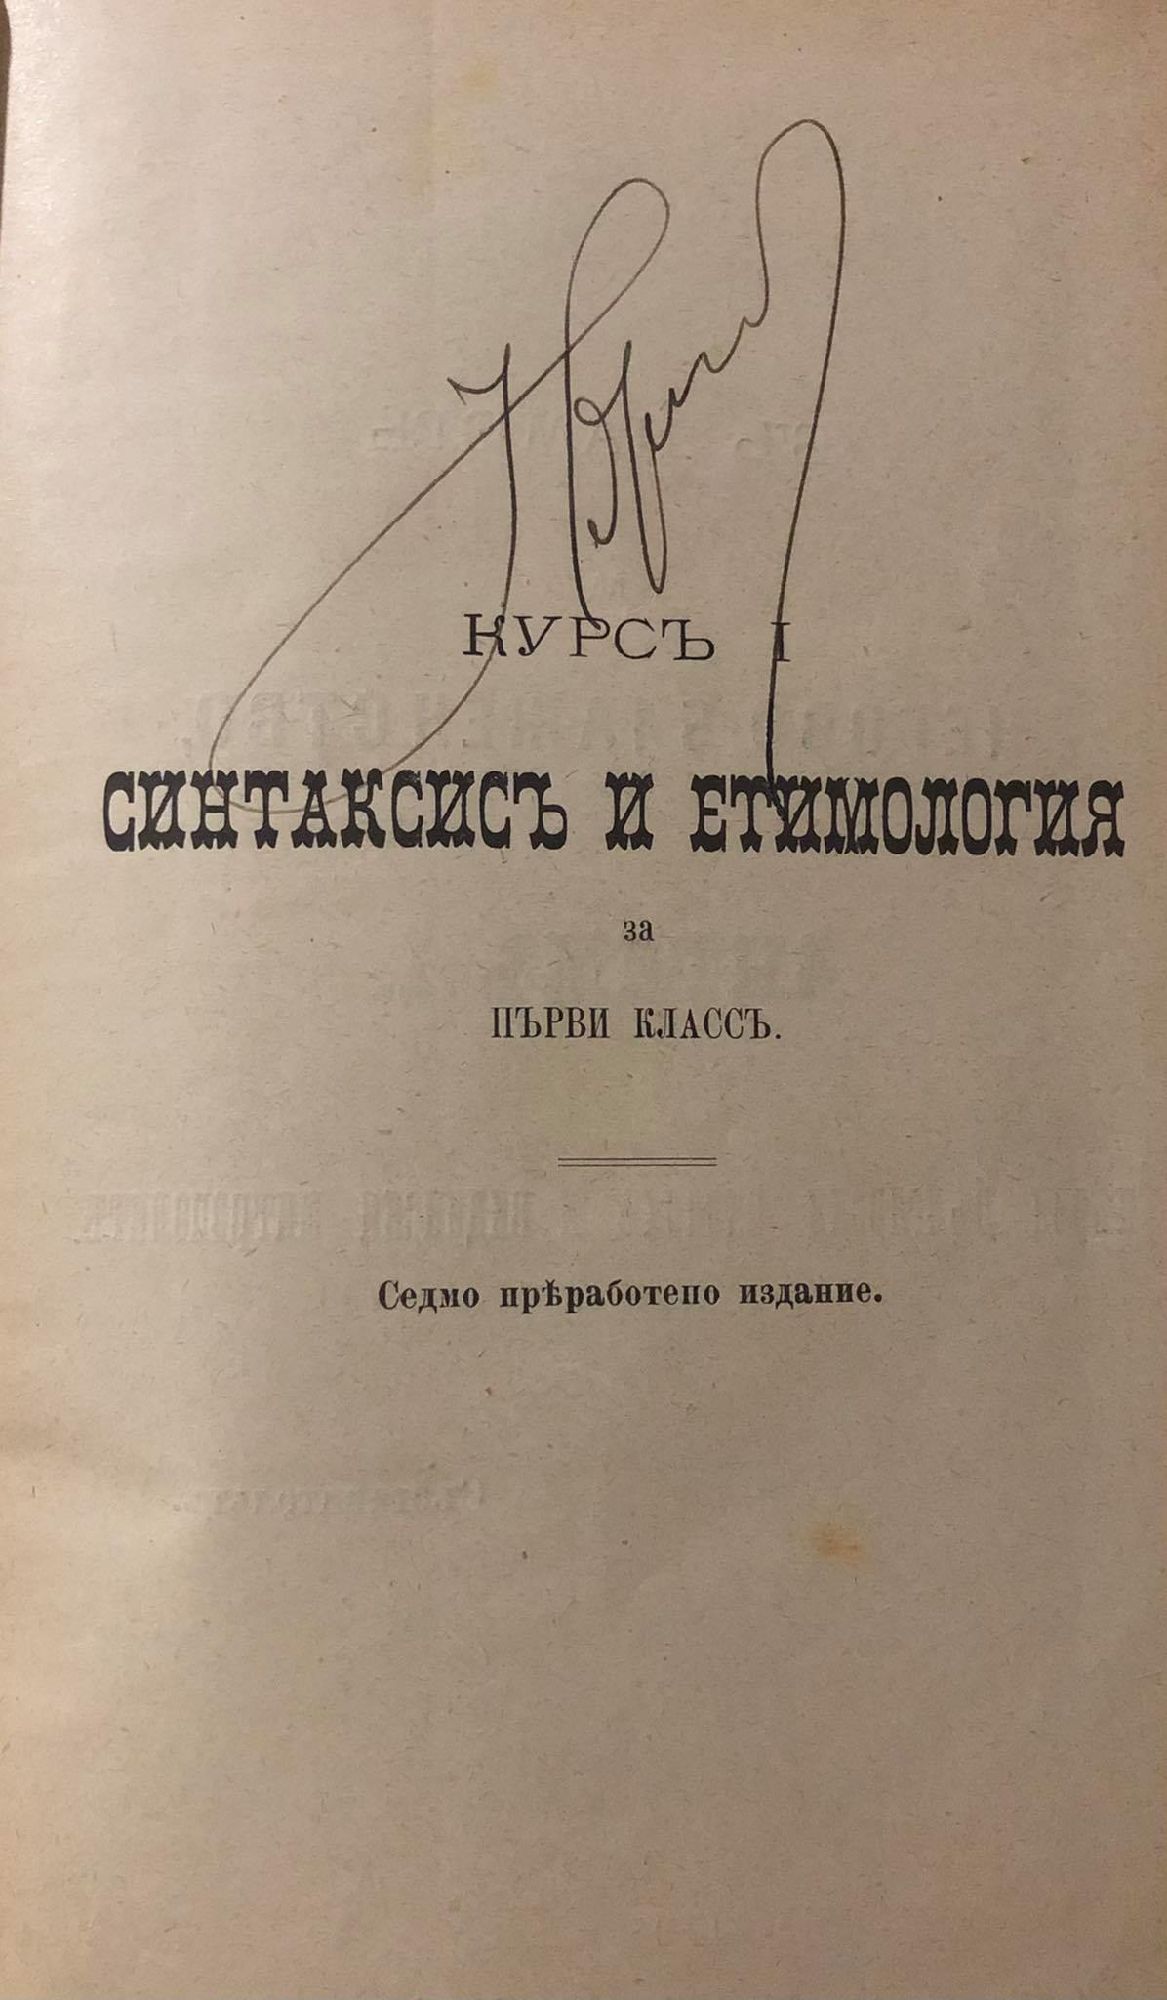 КУРСЪ I
СИНТАКСИСЪ И ЕТИМОЛОГИЯ
за
ПЪРВИ КЛАССЪ.
Седмо прѣработено издание.